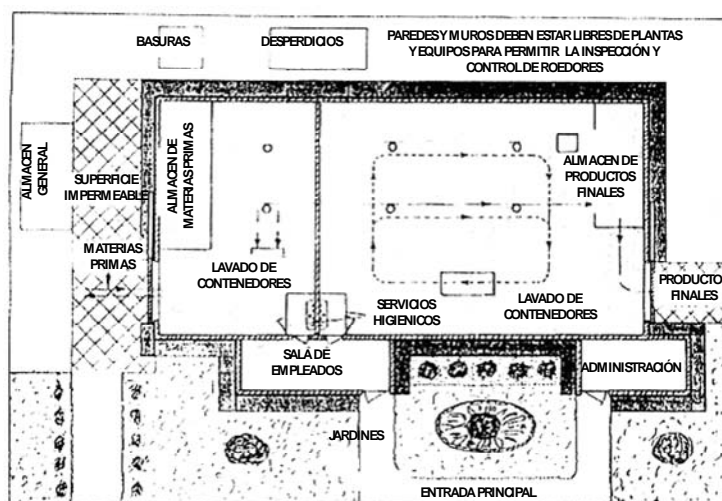 BASURAS
DESPERDICIOS
PAREDES Y MUROS DEBEN ESTAR LIBRES DE PLANTAS
Y EQUIPOS PARA PERMITIR LA INSPECCIÓN Y
CONTROL DE ROEDORES
ALMACEN
GENERAL
SUPERFICIE
IMPERMEABLE
ALMACEN DE
MATERIAS PRIMAS
ALMACEN DE
PRODUCTOS
FINALES
MATERIAS
PRIMAS
LAVADO DE
CONTENEDORES
SERVICIOS
HIGIENICOS
LAVADO DE
CONTENEDORES
PRODUCTO
FINALES
SALA DE
EMPLEADOS
ADMINISTRACIÓN
JARDINES
ENTRADA PRINCIPAL